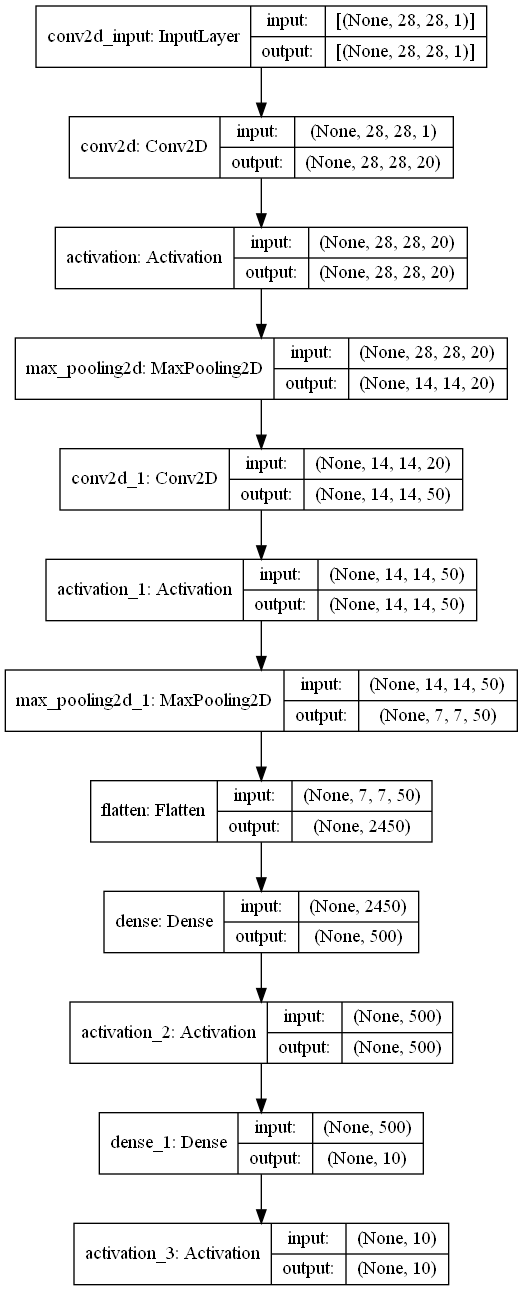 conv2d_input: InputLayer
input: [(None, 28, 28, 1)]
output: [(None, 28, 28, 1)]
conv2d: Conv2D
input: (None, 28, 28, 1)
output: (None, 28, 28, 20)
activation: Activation
input: (None, 28, 28, 20)
output: (None, 28, 28, 20)
max_pooling2d: MaxPooling2D
input: (None, 28, 28, 20)
output: (None, 14, 14, 20)
conv2d_1: Conv2D
input: (None, 14, 14, 20)
output: (None, 14, 14, 50)
activation_1: Activation
input: (None, 14, 14, 50)
output: (None, 14, 14, 50)
max_pooling2d_1: MaxPooling2D
input: (None, 14, 14, 50)
output: (None, 7, 7, 50)
flatten: Flatten
input: (None, 7, 7, 50)
output: (None, 2450)
dense: Dense
input: (None, 2450)
output: (None, 500)
activation_2: Activation
input: (None, 500)
output: (None, 500)
dense_1: Dense
input: (None, 500)
output: (None, 10)
activation_3: Activation
input: (None, 10)
output: (None, 10)